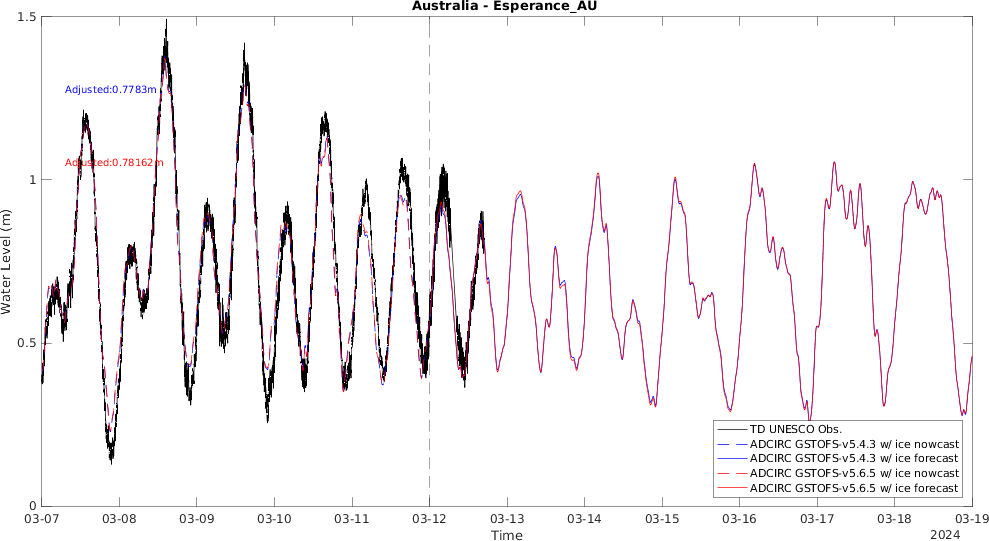 Australia - Esperance_AU
1.5
Adjusted:0.7783m
Adjusted:0.78162m
1
Water Level (m)
0.5
TD UNESCO Obs.
ADCIRC GSTOFS-v5.4.3 w/ ice nowcast
ADCIRC GSTOFS-v5.4.3 w/ ice forecast
ADCIRC GSTOFS-v5.6.5 w/ ice nowcast
ADCIRC GSTOFS-v5.6.5 w/ ice forecast
0
03-07 03-08 03-09 03-10 03-11 03-12 03-13 03-14 03-15 03-16 03-17 03-18 03-19
Time
2024